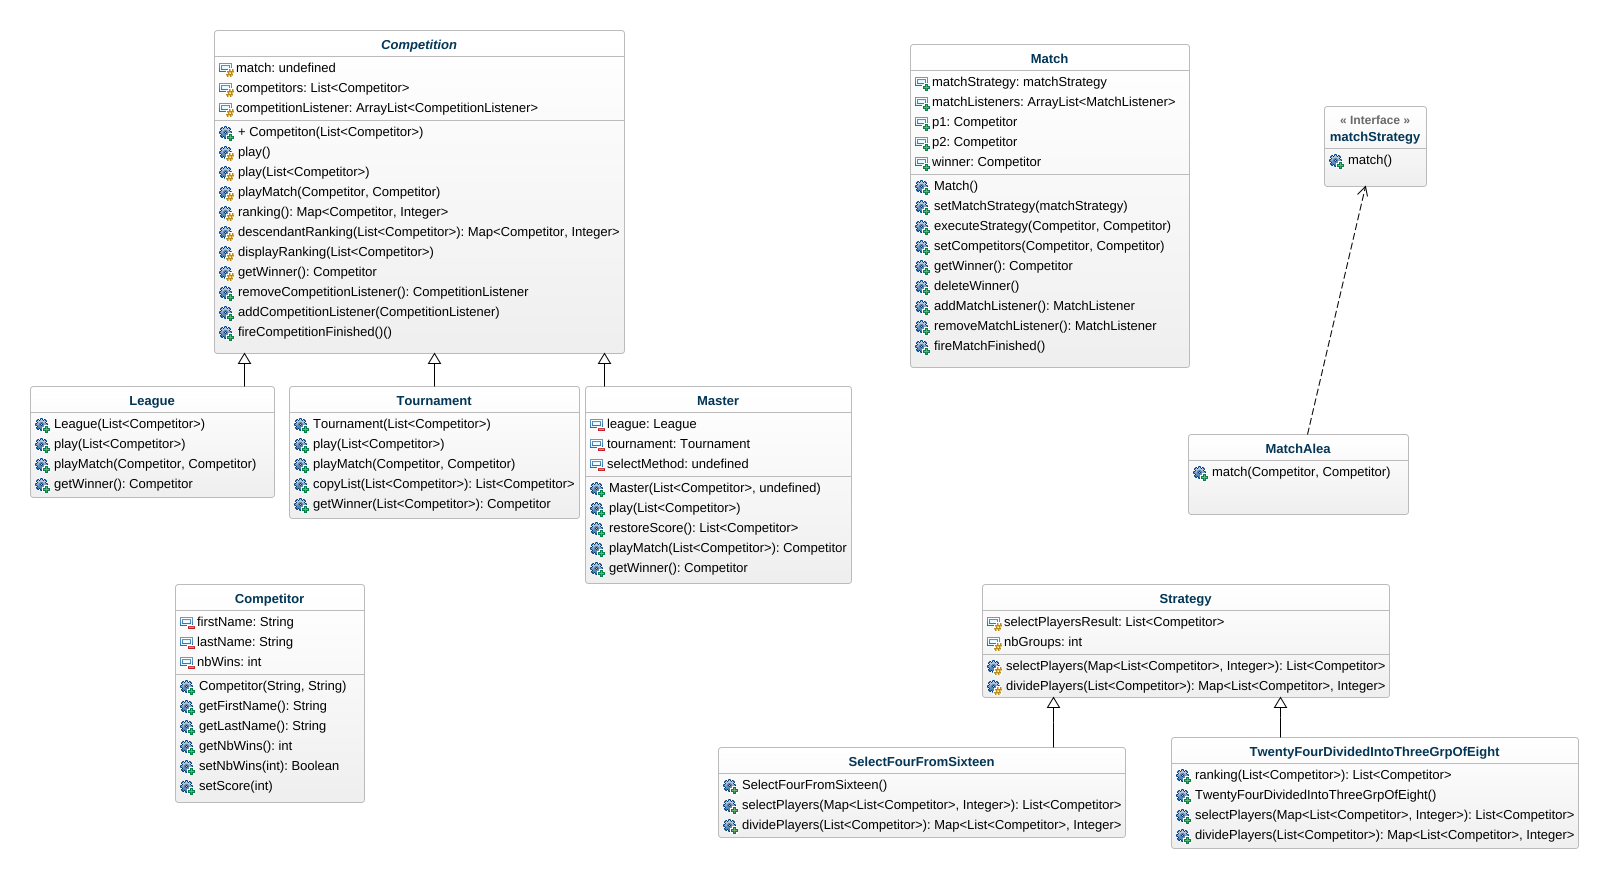 Competition
match: undefined
competitors: List<Competitor>
competitionListener: ArrayList<CompetitionListener>
+ Competiton(List<Competitor>)
play()
play(List<Competitor>)
playMatch(Competitor, Competitor)
ranking(): Map<Competitor, Integer>
descendantRanking(List<Competitor>): Map<Competitor, Integer>
displayRanking(List<Competitor>)
getWinner(): Competitor
removeCompetitionListener(): CompetitionListener
addCompetitionListener(CompetitionListener)
fireCompetitionFinished()()
Match
matchStrategy: matchStrategy
matchListeners: ArrayList<MatchListener>
p1: Competitor
p2: Competitor
winner: Competitor
Match()
setMatchStrategy(matchStrategy)
executeStrategy(Competitor, Competitor)
setCompetitors(Competitor, Competitor)
getWinner(): Competitor
deleteWinner()
addMatchListener(): MatchListener
removeMatchListener(): MatchListener
fireMatchFinished()
« Interface »
matchStrategy
match()
League
League(List<Competitor>)
play(List<Competitor>)
playMatch(Competitor, Competitor)
getWinner(): Competitor
Tournament
Tournament(List<Competitor>)
play(List<Competitor>)
playMatch(Competitor, Competitor)
copyList(List<Competitor>): List<Competitor>
getWinner(List<Competitor>): Competitor
Master
league: League
tournament: Tournament
selectMethod: undefined
Master(List<Competitor>, undefined)
play(List<Competitor>)
restoreScore(): List<Competitor>
playMatch(List<Competitor>): Competitor
getWinner(): Competitor
MatchAlea
match(Competitor, Competitor)
Competitor
firstName: String
lastName: String
nbWins: int
Competitor(String, String)
getFirstName(): String
getLastName(): String
getNbWins(): int
setNbWins(int): Boolean
setScore(int)
Strategy
selectPlayersResult: List<Competitor>
nbGroups: int
selectPlayers(Map<List<Competitor>, Integer>): List<Competitor>
dividePlayers(List<Competitor>): Map<List<Competitor>, Integer>
SelectFourFromSixteen
SelectFourFromSixteen()
selectPlayers(Map<List<Competitor>, Integer>): List<Competitor>
dividePlayers(List<Competitor>): Map<List<Competitor>, Integer>
TwentyFourDividedIntoThreeGrpOfEight
ranking(List<Competitor>): List<Competitor>
TwentyFourDividedIntoThreeGrpOfEight()
selectPlayers(Map<List<Competitor>, Integer>): List<Competitor>
dividePlayers(List<Competitor>): Map<List<Competitor>, Integer>